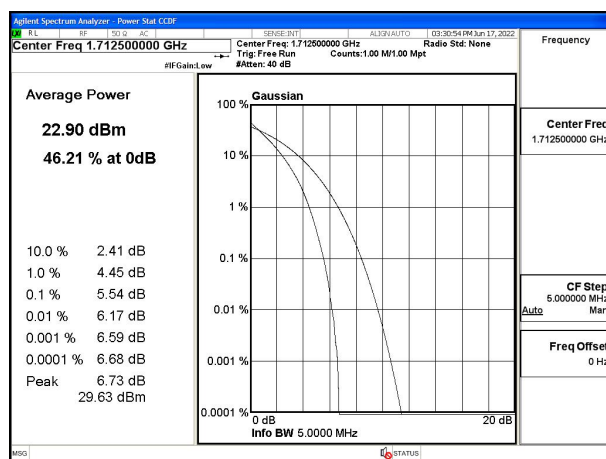 Agilent Spectrum Analyzer - Power Stat CCDF
RL RF 50 Ω AC SENSE:INT ALIGN AUTO 03:30:54 PM Jun 17, 2022
Center Freq 1.712500000 GHz
Center Freq: 1.712500000 GHz Radio Std: None
Trig: Free Run Counts:1.00 M/1.00 Mpt
#IFGain:Low #Atten: 40 dB
Frequency
Average Power
22.90 dBm
46.21 % at 0dB
10.0 % 2.41 dB
1.0 % 4.45 dB
0.1 % 5.54 dB
0.01 % 6.17 dB
0.001 % 6.59 dB
0.0001 % 6.68 dB
Peak 6.73 dB
29.63 dBm
Gaussian
100 %
10 %
1 %
0.1 %
0.01 %
0.001 %
0.0001 %
0 dB 20 dB
Info BW 5.0000 MHz
Center Freq
1.712500000 GHz
CF Step
5.000000 MHz
Auto Man
Freq Offset
0 Hz
MSG STATUS